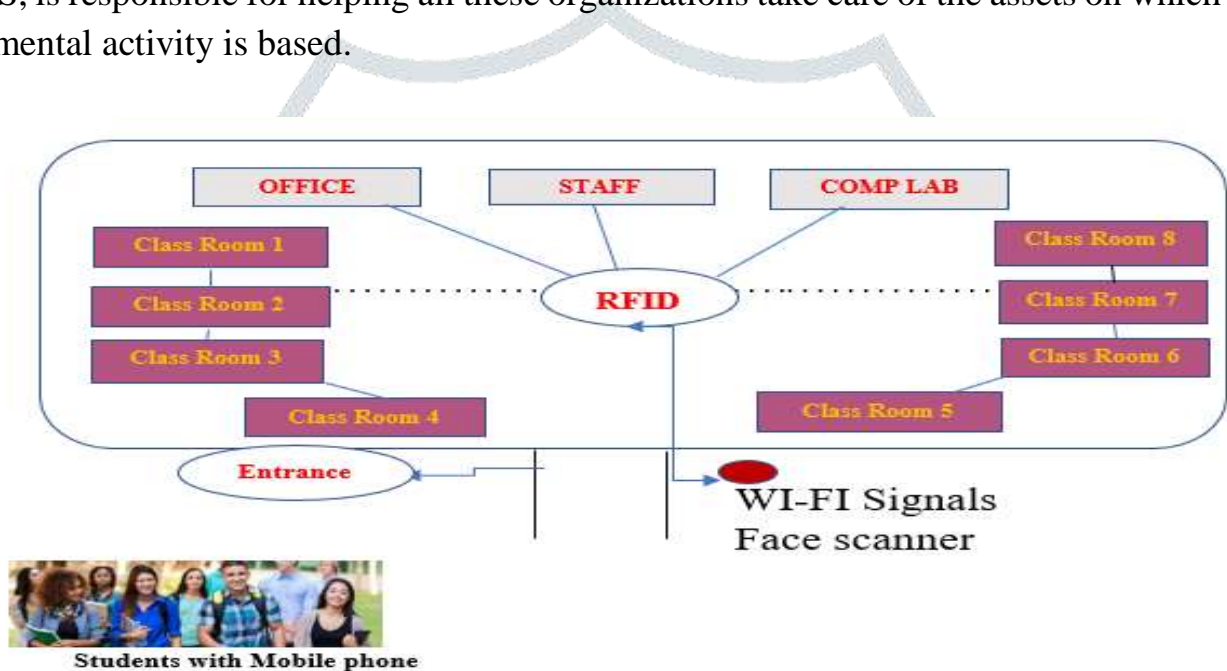 is responsible for helping all these organizations take care of the assets on which
mental activity is based.
OFFICE
STAFF
COMP LAB
Class Room 1
Class Room 8
RFID
Class Room 2
Class Room 7
Class Room 3
Class Room 6
Class Room 4
Class Room 5
Entrance
WI-FI Signals
Face scanner
Students with Mobile phone